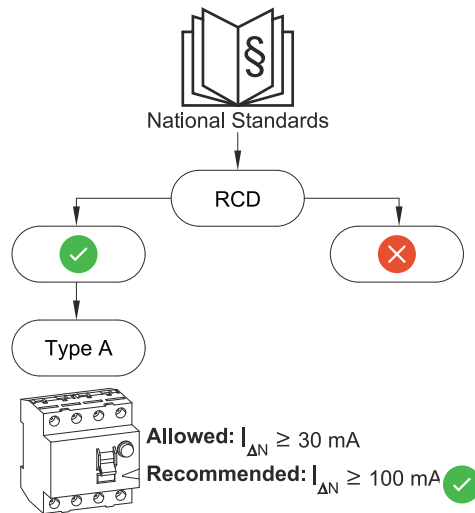 §
National Standards
RCD
Type A
Allowed: IΔN ≥ 30 mA
Recommended: IΔN ≥ 100 mA